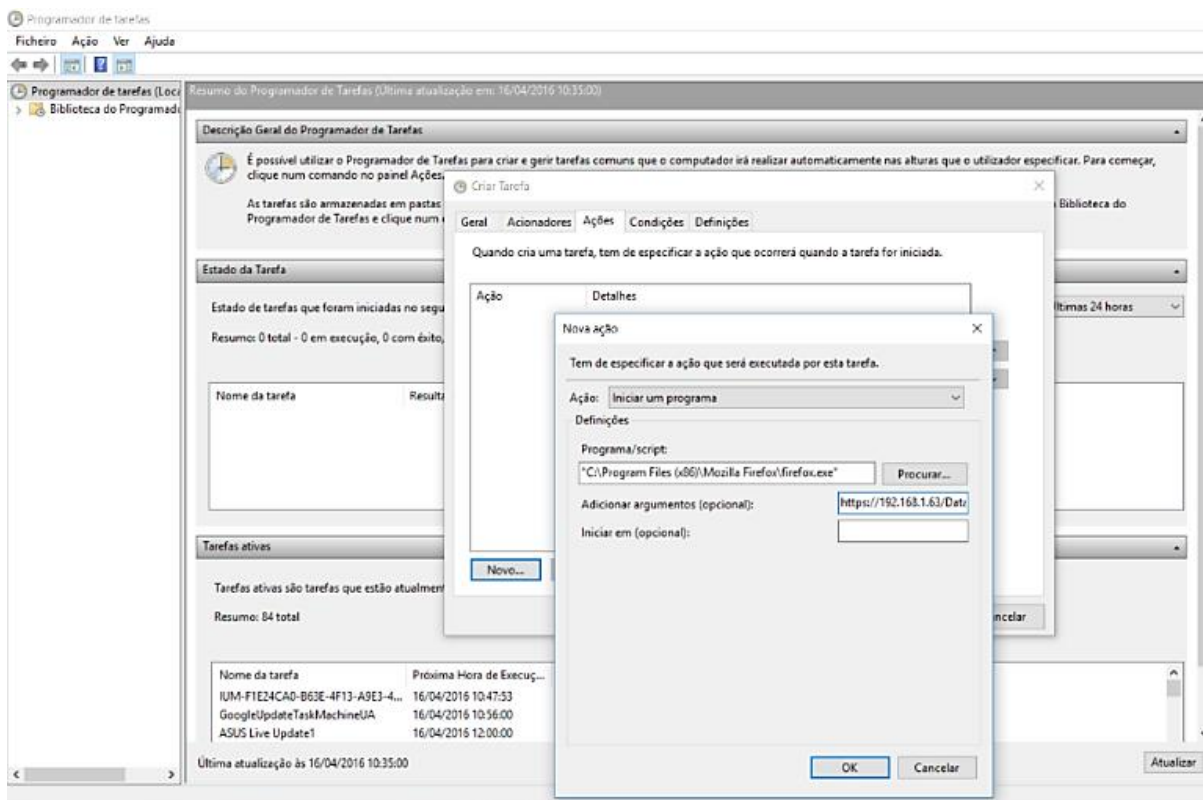 Programador de tarefas
Ficheiro Ação Ver Ajuda
Programador de tarefas (Loca
Biblioteca do Programad
Resumo do Programador de Tarefas (Última atualização em: 16/04/2016 10:35:00)
Descrição Geral do Programador de Tarefas
É possível utilizar o Programador de Tarefas para criar e gerir tarefas comuns que o computador irá realizar automaticamente nas alturas que o utilizador especificar. Para começar,
clique num comando no painel Ações.
As tarefas são armazenadas em pastas
Biblioteca do
Programador de Tarefas e clique num
Estado da Tarefa
Estado de tarefas que foram iniciadas no segu
ltimas 24 horas
Resumo: 0 total - 0 em execução, 0 com êxito,
Nome da tarefa Resulta
Tarefas ativas
Tarefas ativas são tarefas que estão atualmen
Resumo: 84 total
Nome da tarefa Próxima Hora de Execuç...
IUM-F1E24CA0-B63E-4F13-A9E3-4... 16/04/2016 10:47:53
GoogleUpdateTaskMachineUA 16/04/2016 10:56:00
ASUS Live Update1 16/04/2016 12:00:00
Última atualização às 16/04/2016 10:35:00
Atualizar
Criar Tarefa
Geral Acionadores Ações Condições Definições
Quando cria uma tarefa, tem de especificar a ação que ocorrerá quando a tarefa for iniciada.
Ação Detalhes
Novo...
ncelar
Nova ação
Tem de especificar a ação que será executada por esta tarefa.
Ação: Iniciar um programa
Definições
Programa/script:
"C:\Program Files (x86)\Mozilla Firefox\firefox.exe" Procurar...
Adicionar argumentos (opcional): https://192.168.1.63/Data
Iniciar em (opcional):
OK Cancelar